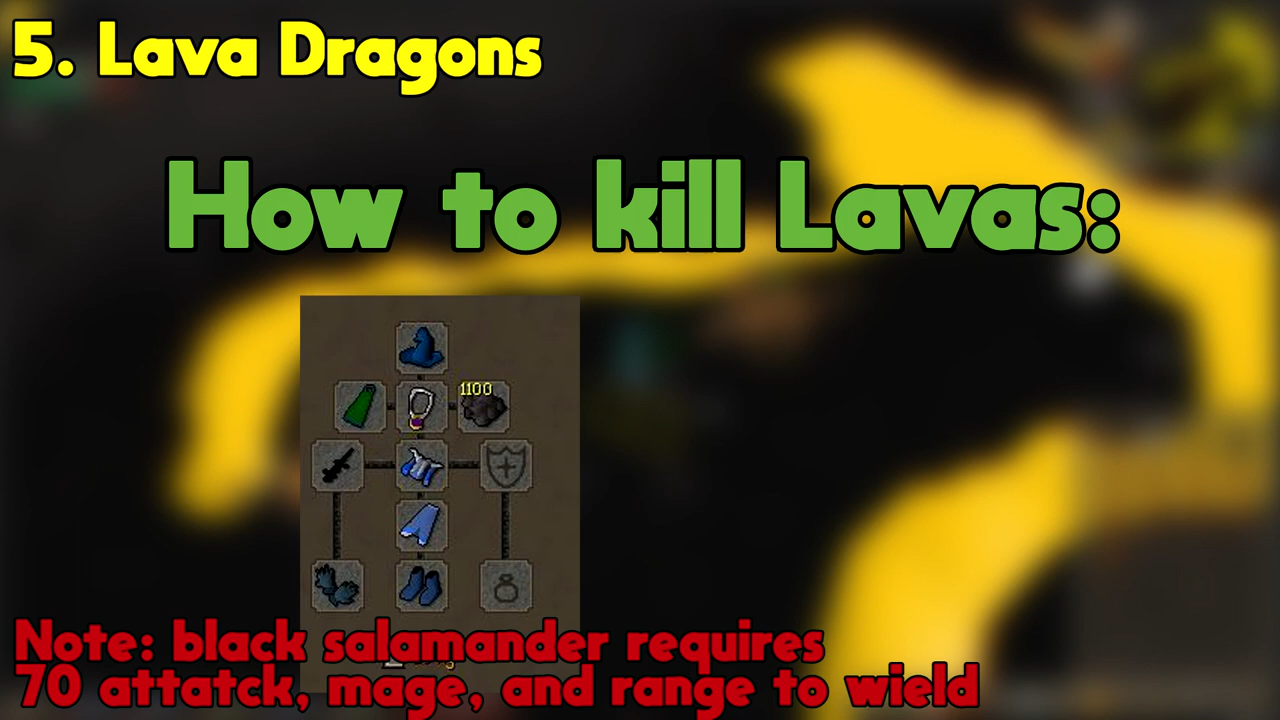 5. Lava Dragons
How to kill Lavas:
1100
Note: black salamander requires
70 attatck, mage, and range to wield